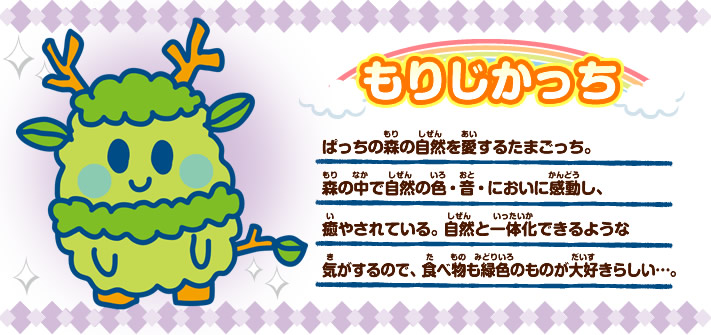 もりじかっち
ぱっちの森の自然を愛するたまごっち。
森の中で自然の色・音・においに感動し、
癒やされている。自然と一体化できるような
気がするので、食べ物も緑色のものが大好きらしい…。